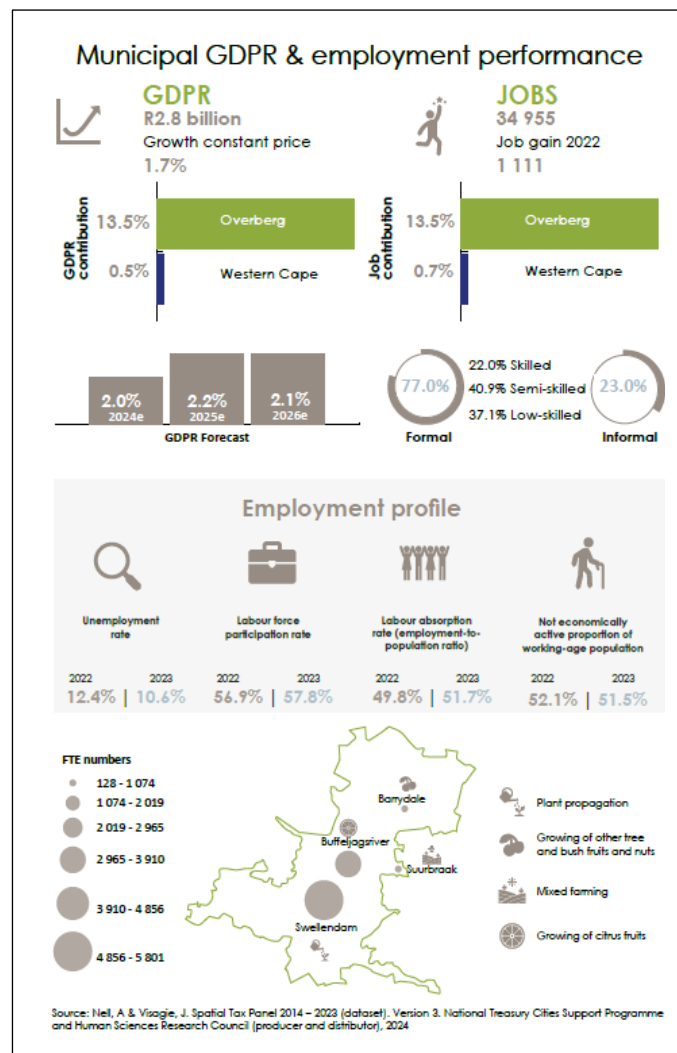 Municipal GDPR & employment performance
GDPR
R2.8 billion
Growth constant price
1.7%
JOBS
34 955
Job gain 2022
1 111
GDPR contribution
13.5%
Overberg
0.5%
Western Cape
Job contribution
13.5%
Overberg
0.7%
Western Cape
2.0%
2024e
2.2%
2025e
2.1%
2026e
GDPR Forecast
77.0%
Formal
22.0% Skilled
40.9% Semi-skilled
37.1% Low-skilled
23.0%
Informal
Employment profile
Unemployment
rate
2022 2023
12.4% | 10.6%
Labour force
participation rate
2022 2023
56.9% | 57.8%
Labour absorption
rate (employment-to-
population ratio)
2022 2023
49.8% | 51.7%
Not economically
active proportion of
working-age population
2022 2023
52.1% | 51.5%
FTE numbers
128 - 1 074
1 074 - 2 019
2 019 - 2 965
2 965 - 3 910
3 910 - 4 856
4 856 - 5 801
Barrydale
Buffeljagsriver
Suurbraak
Swellendam
Plant propagation
Growing of other tree
and bush fruits and nuts
Mixed farming
Growing of citrus fruits
Source: Nell, A & Visagie, J. Spatial Tax Panel 2014 – 2023 (dataset). Version 3. National Treasury Cities Support Programme
and Human Sciences Research Council (producer and distributor), 2024